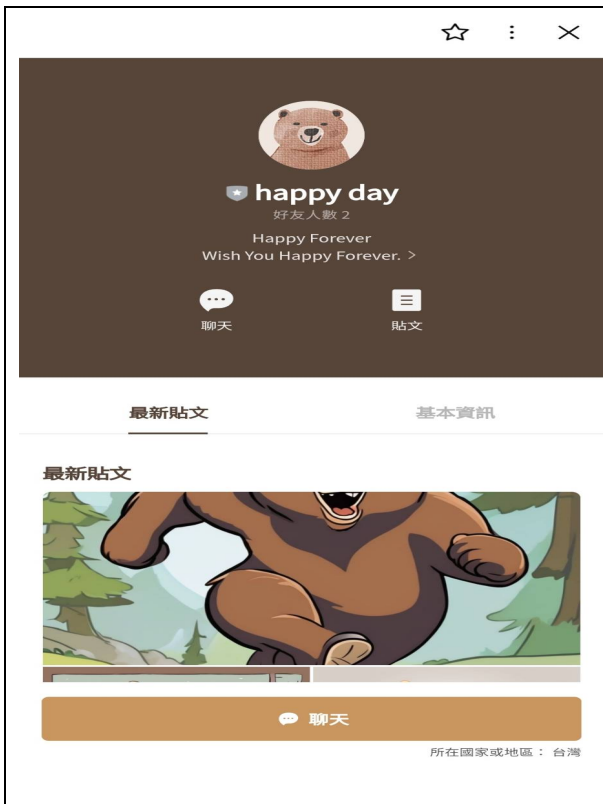 happy day
好友人數 2
Happy Forever
Wish You Happy Forever. >
聊天
貼文
最新貼文
基本資訊
最新貼文
聊天
所在國家或地區： 台灣